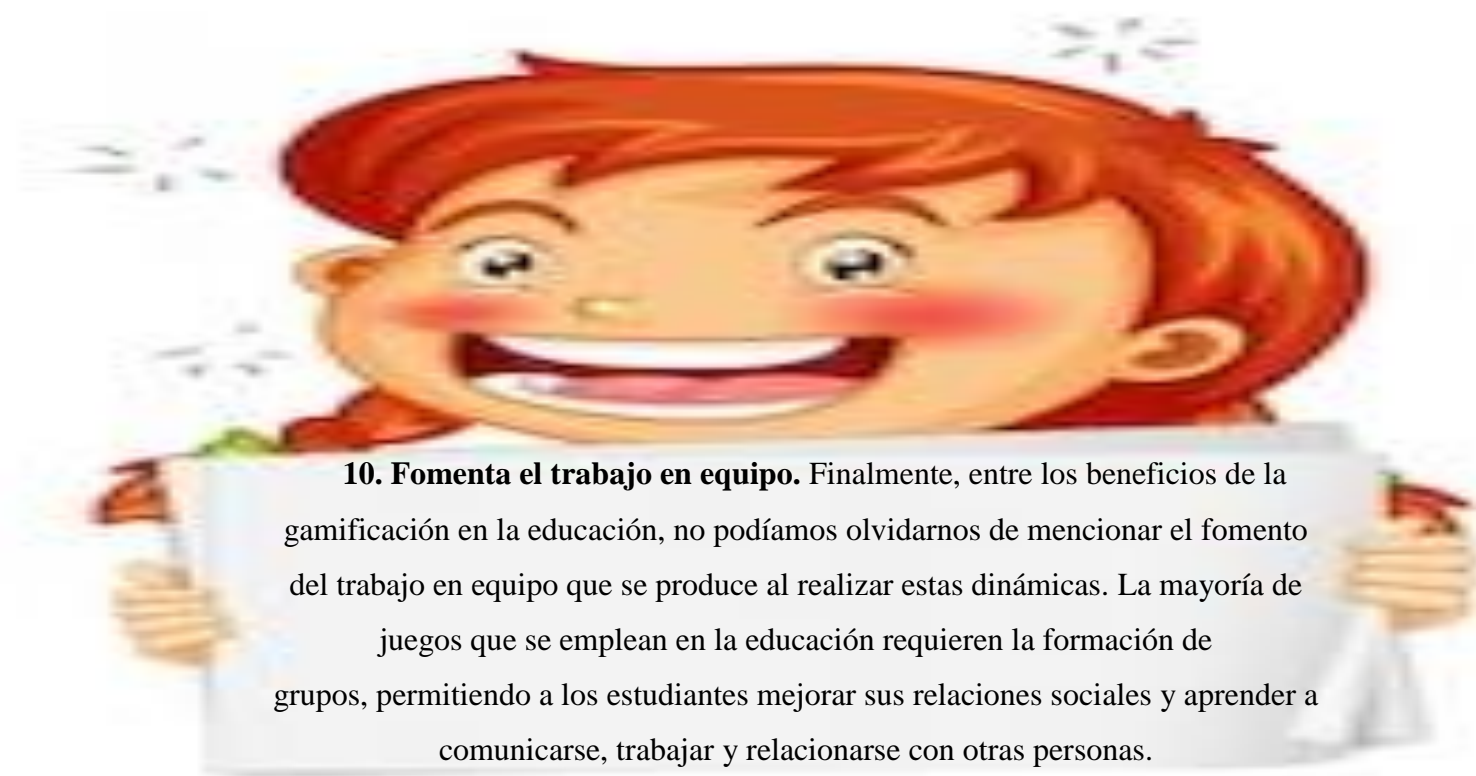 10. Fomenta el trabajo en equipo. Finalmente, entre los beneficios de la
gamificación en la educación, no podíamos olvidarnos de mencionar el fomento
del trabajo en equipo que se produce al realizar estas dinámicas. La mayoría de
juegos que se emplean en la educación requieren la formación de
grupos, permitiendo a los estudiantes mejorar sus relaciones sociales y aprender a
comunicarse, trabajar y relacionarse con otras personas.